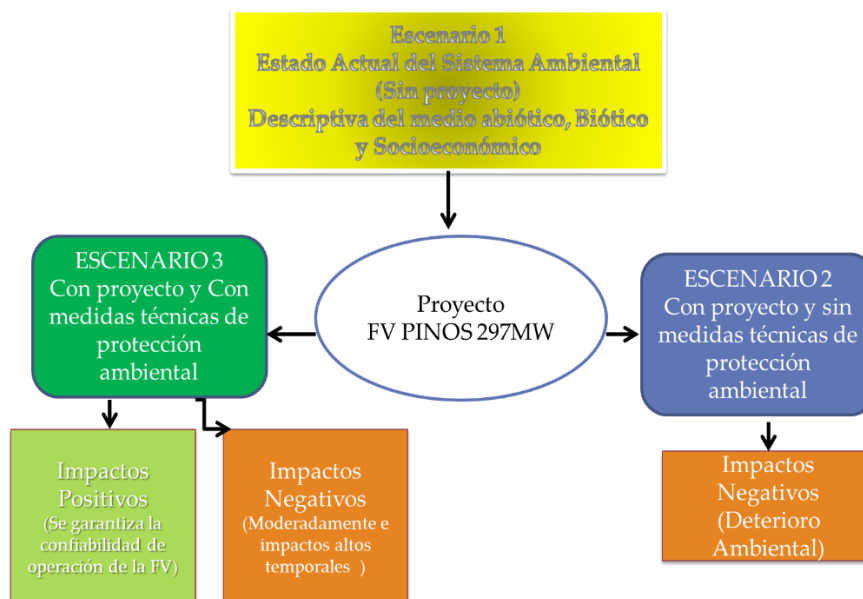 Escenario 1
Estado Actual del Sistema Ambiental
(Sin proyecto)
Descriptiva del medio abiótico, Biótico
y Socioeconómico
ESCENARIO 3
Con proyecto y Con
medidas técnicas de
protección
ambiental
Proyecto
FV PINOS 297MW
ESCENARIO 2
Con proyecto y sin
medidas técnicas de
protección
ambiental
Impactos
Positivos
(Se garantiza la
confiabilidad de
operación de la FV)
Impactos
Negativos
(Moderadamente e
impactos altos
temporales )
Impactos
Negativos
(Deterioro
Ambiental)